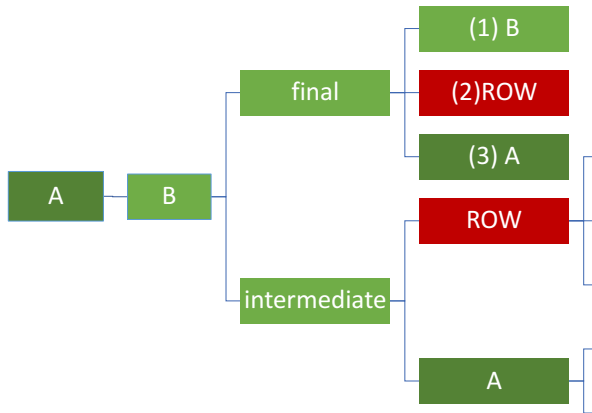 A
B
final
(1) B
(2)ROW
(3) A
intermediate
ROW
A